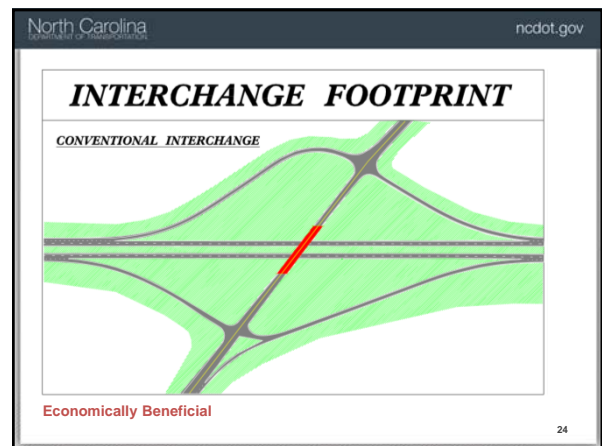 North Carolina
DEPARTMENT OF TRANSPORTATION
ncdot.gov
INTERCHANGE FOOTPRINT
CONVENTIONAL INTERCHANGE
Economically Beneficial
24